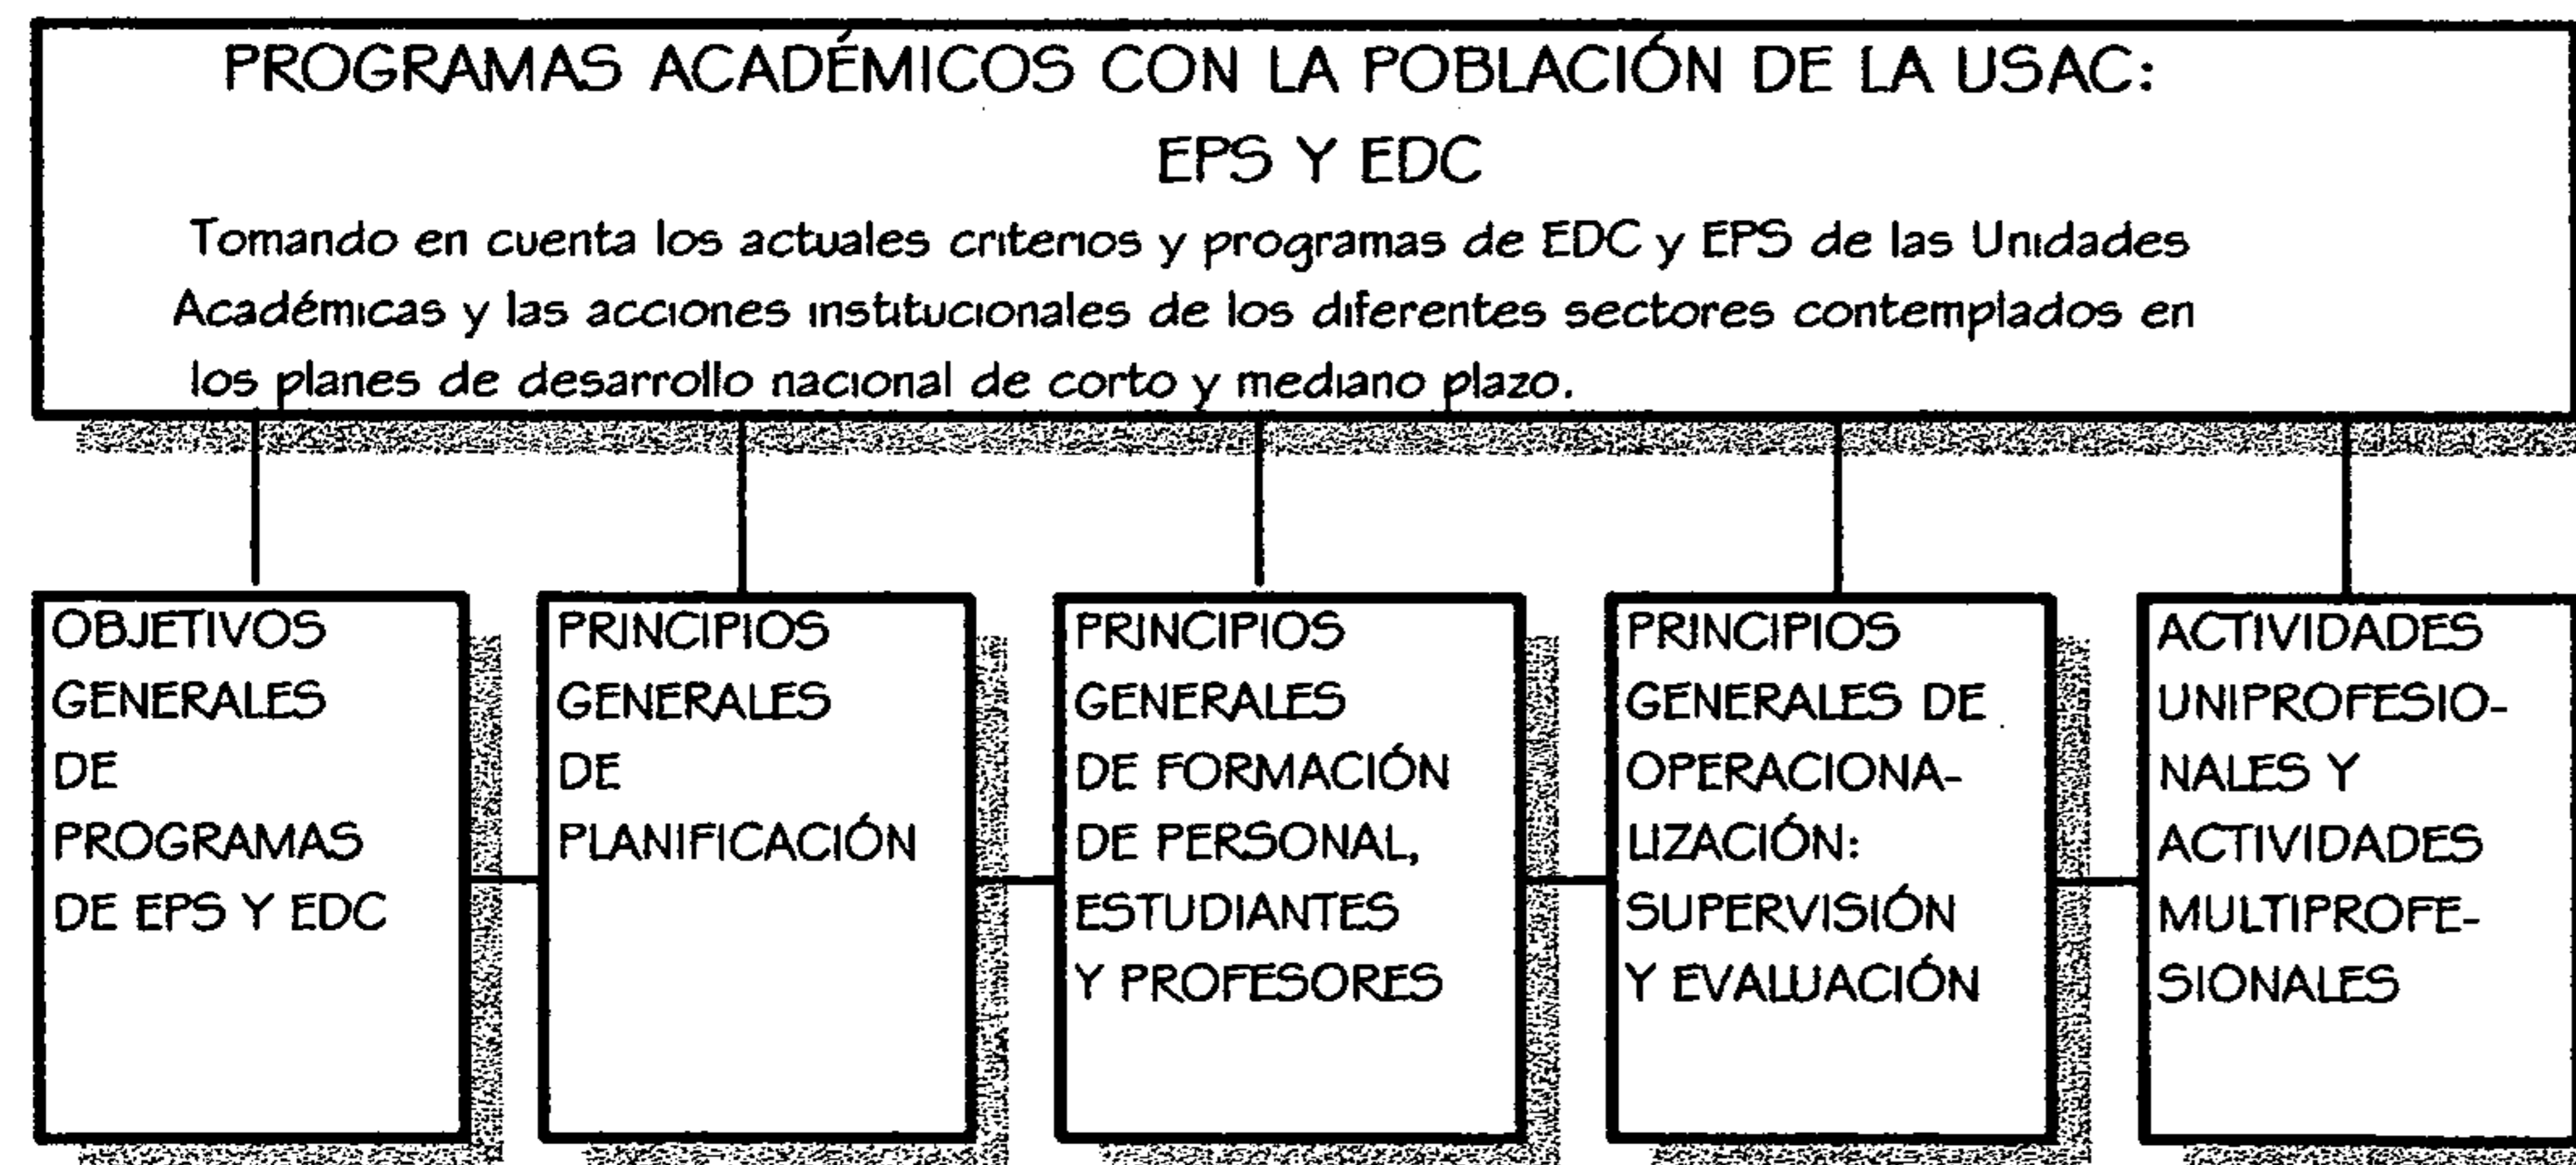 PROGRAMAS ACADÉMICOS CON LA POBLACIÓN DE LA USAC:
EPS Y EDC
Tomando en cuenta los actuales criterios y programas de EDC y EPS de las Unidades
Académicas y las acciones institucionales de los diferentes sectores contemplados en
los planes de desarrollo nacional de corto y mediano plazo.
OBJETIVOS
GENERALES
DE
PROGRAMAS
DE EPS Y EDC
PRINCIPIOS
GENERALES
DE
PLANIFICACIÓN
PRINCIPIOS
GENERALES
DE FORMACIÓN
DE PERSONAL,
ESTUDIANTES
Y PROFESORES
PRINCIPIOS
GENERALES DE
OPERACIONA-
LIZACIÓN:
SUPERVISIÓN
Y EVALUACIÓN
ACTIVIDADES
UNIPROFESIO-
NALES Y
ACTIVIDADES
MULTIPROFE-
SIONALES